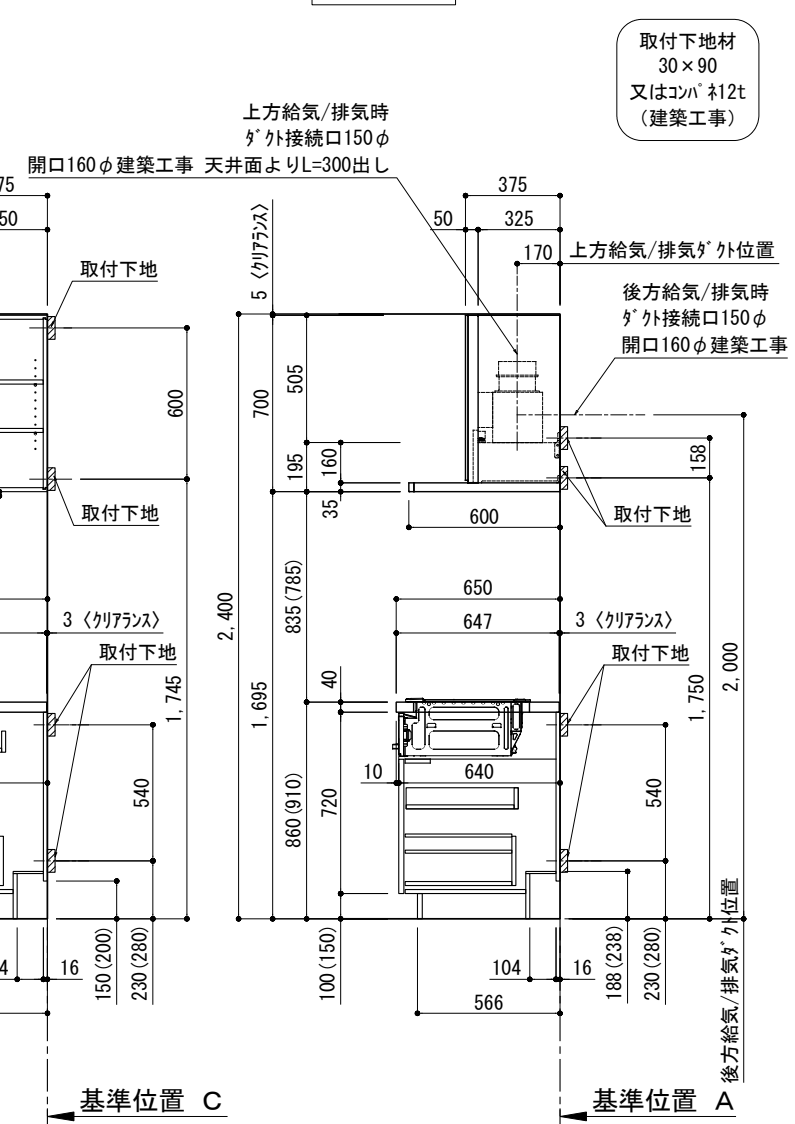 取付下地材
30×90
又はコンパネ12t
(建築工事)
上方給気/排気時
ダクト接続口150φ
開口160φ建築工事 天井面よりL=300出し
75
375
50
50
325
5 〈クリアランス〉
170
上方給気/排気ダクト位置
取付下地
後方給気/排気時
ダクト接続口150φ
開口160φ建築工事
600
700
505
195
160
35
158
取付下地
600
取付下地
835(785)
650
2,400
3 〈クリアランス〉
647
3 〈クリアランス〉
取付下地
取付下地
1,745
1,695
40
1,750
2,000
10
640
540
860(910)
720
540
後方給気/排気ダクト位置
4
16
150(200)
230(280)
100(150)
104
16
188(238)
230(280)
566
基準位置 C
基準位置 A